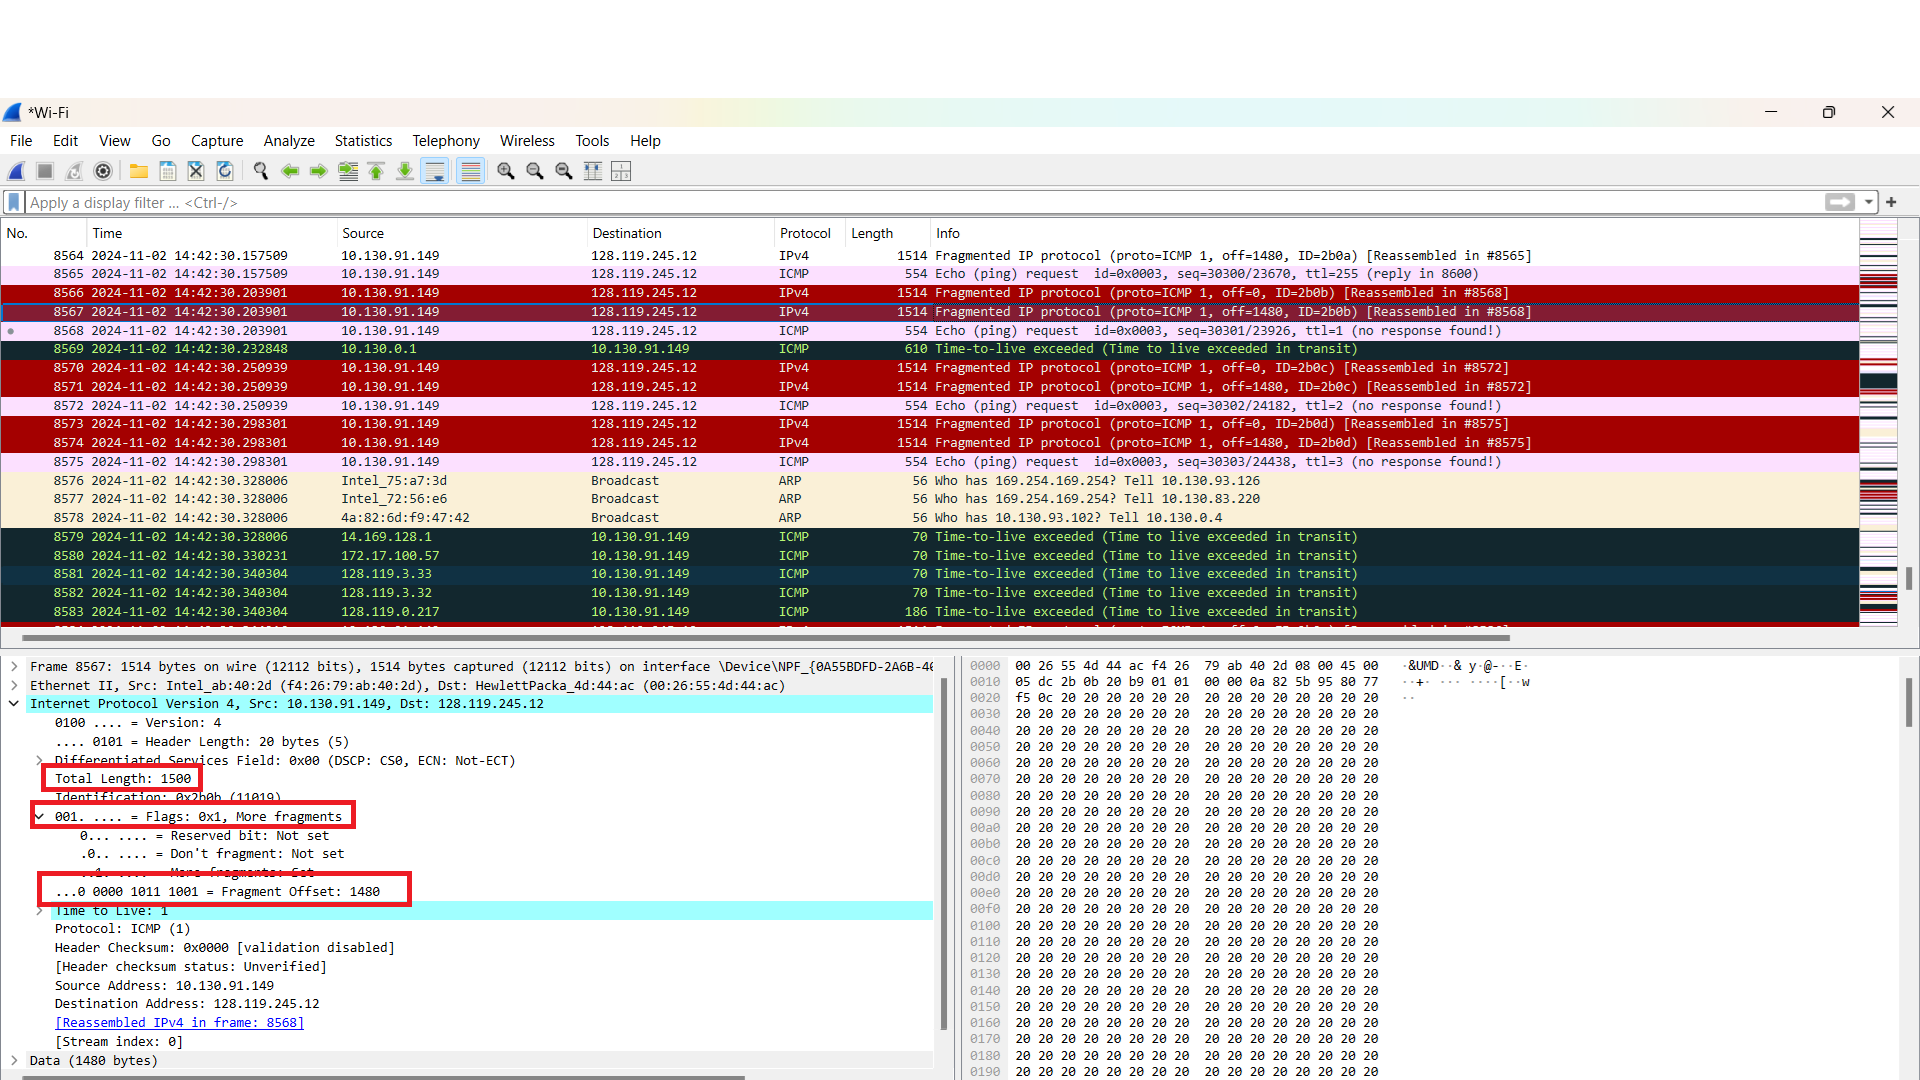 *Wi-Fi
File Edit View Go Capture Analyze Statistics Telephony Wireless Tools Help
Apply a display filter ... <Ctrl-/>
No. Time Source Destination Protocol Length Info
8564 2024-11-02 14:42:30.157509 10.130.91.149 128.119.245.12 IPv4 1514 Fragmented IP protocol (proto=ICMP 1, off=1480, ID=2b0a) [Reassembled in #8565]
8565 2024-11-02 14:42:30.157509 10.130.91.149 128.119.245.12 ICMP 554 Echo (ping) request id=0x0003, seq=30300/23670, ttl=255 (reply in 8600)
8566 2024-11-02 14:42:30.203901 10.130.91.149 128.119.245.12 IPv4 1514 Fragmented IP protocol (proto=ICMP 1, off=0, ID=2b0b) [Reassembled in #8568]
8567 2024-11-02 14:42:30.203901 10.130.91.149 128.119.245.12 IPv4 1514 Fragmented IP protocol (proto=ICMP 1, off=1480, ID=2b0b) [Reassembled in #8568]
8568 2024-11-02 14:42:30.203901 10.130.91.149 128.119.245.12 ICMP 554 Echo (ping) request id=0x0003, seq=30301/23926, ttl=1 (no response found!)
8569 2024-11-02 14:42:30.232848 10.130.0.1 10.130.91.149 ICMP 610 Time-to-live exceeded (Time to live exceeded in transit)
8570 2024-11-02 14:42:30.250939 10.130.91.149 128.119.245.12 IPv4 1514 Fragmented IP protocol (proto=ICMP 1, off=0, ID=2b0c) [Reassembled in #8572]
8571 2024-11-02 14:42:30.250939 10.130.91.149 128.119.245.12 IPv4 1514 Fragmented IP protocol (proto=ICMP 1, off=1480, ID=2b0c) [Reassembled in #8572]
8572 2024-11-02 14:42:30.250939 10.130.91.149 128.119.245.12 ICMP 554 Echo (ping) request id=0x0003, seq=30302/24182, ttl=2 (no response found!)
8573 2024-11-02 14:42:30.298301 10.130.91.149 128.119.245.12 IPv4 1514 Fragmented IP protocol (proto=ICMP 1, off=0, ID=2b0d) [Reassembled in #8575]
8574 2024-11-02 14:42:30.298301 10.130.91.149 128.119.245.12 IPv4 1514 Fragmented IP protocol (proto=ICMP 1, off=1480, ID=2b0d) [Reassembled in #8575]
8575 2024-11-02 14:42:30.298301 10.130.91.149 128.119.245.12 ICMP 554 Echo (ping) request id=0x0003, seq=30303/24438, ttl=3 (no response found!)
8576 2024-11-02 14:42:30.328006 Intel_75:a7:3d Broadcast ARP 56 Who has 169.254.169.254? Tell 10.130.93.126
8577 2024-11-02 14:42:30.328006 Intel_72:56:e6 Broadcast ARP 56 Who has 169.254.169.254? Tell 10.130.83.220
8578 2024-11-02 14:42:30.328006 4a:82:6d:f9:47:42 Broadcast ARP 56 Who has 10.130.93.102? Tell 10.130.0.4
8579 2024-11-02 14:42:30.328006 14.169.128.1 10.130.91.149 ICMP 70 Time-to-live exceeded (Time to live exceeded in transit)
8580 2024-11-02 14:42:30.330231 172.17.100.57 10.130.91.149 ICMP 70 Time-to-live exceeded (Time to live exceeded in transit)
8581 2024-11-02 14:42:30.340304 128.119.3.33 10.130.91.149 ICMP 70 Time-to-live exceeded (Time to live exceeded in transit)
8582 2024-11-02 14:42:30.340304 128.119.3.32 10.130.91.149 ICMP 70 Time-to-live exceeded (Time to live exceeded in transit)
8583 2024-11-02 14:42:30.340304 128.119.0.217 10.130.91.149 ICMP 186 Time-to-live exceeded (Time to live exceeded in transit)
Frame 8567: 1514 bytes on wire (12112 bits), 1514 bytes captured (12112 bits) on interface \Device\NPF_{0A55BDFD-2A6B-40
Ethernet II, Src: Intel_ab:40:2d (f4:26:79:ab:40:2d), Dst: HewlettPacka_4d:44:ac (00:26:55:4d:44:ac)
Internet Protocol Version 4, Src: 10.130.91.149, Dst: 128.119.245.12
0100 .... = Version: 4
.... 0101 = Header Length: 20 bytes (5)
Differentiated Services Field: 0x00 (DSCP: CS0, ECN: Not-ECT)
Total Length: 1500
Identification: 0x2b0b (11019)
001. .... = Flags: 0x1, More fragments
0... .... = Reserved bit: Not set
.0.. .... = Don't fragment: Not set
..1. .... = More fragments: Set
...0 0000 1011 1001 = Fragment Offset: 1480
Time to Live: 1
Protocol: ICMP (1)
Header Checksum: 0x0000 [validation disabled]
[Header checksum status: Unverified]
Source Address: 10.130.91.149
Destination Address: 128.119.245.12
[Reassembled IPv4 in frame: 8568]
[Stream index: 0]
Data (1480 bytes)
0000 00 26 55 4d 44 ac f4 26 79 ab 40 2d 08 00 45 00 ·&UMD··& y·@-··E·
0010 05 dc 2b 0b 20 b9 01 01 00 00 0a 82 5b 95 80 77 ··+· ··· ····[··w
0020 f5 0c 20 20 20 20 20 20 20 20 20 20 20 20 20 20 ··
0030 20 20 20 20 20 20 20 20 20 20 20 20 20 20 20 20
0040 20 20 20 20 20 20 20 20 20 20 20 20 20 20 20 20
0050 20 20 20 20 20 20 20 20 20 20 20 20 20 20 20 20
0060 20 20 20 20 20 20 20 20 20 20 20 20 20 20 20 20
0070 20 20 20 20 20 20 20 20 20 20 20 20 20 20 20 20
0080 20 20 20 20 20 20 20 20 20 20 20 20 20 20 20 20
0090 20 20 20 20 20 20 20 20 20 20 20 20 20 20 20 20
00a0 20 20 20 20 20 20 20 20 20 20 20 20 20 20 20 20
00b0 20 20 20 20 20 20 20 20 20 20 20 20 20 20 20 20
00c0 20 20 20 20 20 20 20 20 20 20 20 20 20 20 20 20
00d0 20 20 20 20 20 20 20 20 20 20 20 20 20 20 20 20
00e0 20 20 20 20 20 20 20 20 20 20 20 20 20 20 20 20
00f0 20 20 20 20 20 20 20 20 20 20 20 20 20 20 20 20
0100 20 20 20 20 20 20 20 20 20 20 20 20 20 20 20 20
0110 20 20 20 20 20 20 20 20 20 20 20 20 20 20 20 20
0120 20 20 20 20 20 20 20 20 20 20 20 20 20 20 20 20
0130 20 20 20 20 20 20 20 20 20 20 20 20 20 20 20 20
0140 20 20 20 20 20 20 20 20 20 20 20 20 20 20 20 20
0150 20 20 20 20 20 20 20 20 20 20 20 20 20 20 20 20
0160 20 20 20 20 20 20 20 20 20 20 20 20 20 20 20 20
0170 20 20 20 20 20 20 20 20 20 20 20 20 20 20 20 20
0180 20 20 20 20 20 20 20 20 20 20 20 20 20 20 20 20
0190 20 20 20 20 20 20 20 20 20 20 20 20 20 20 20 20